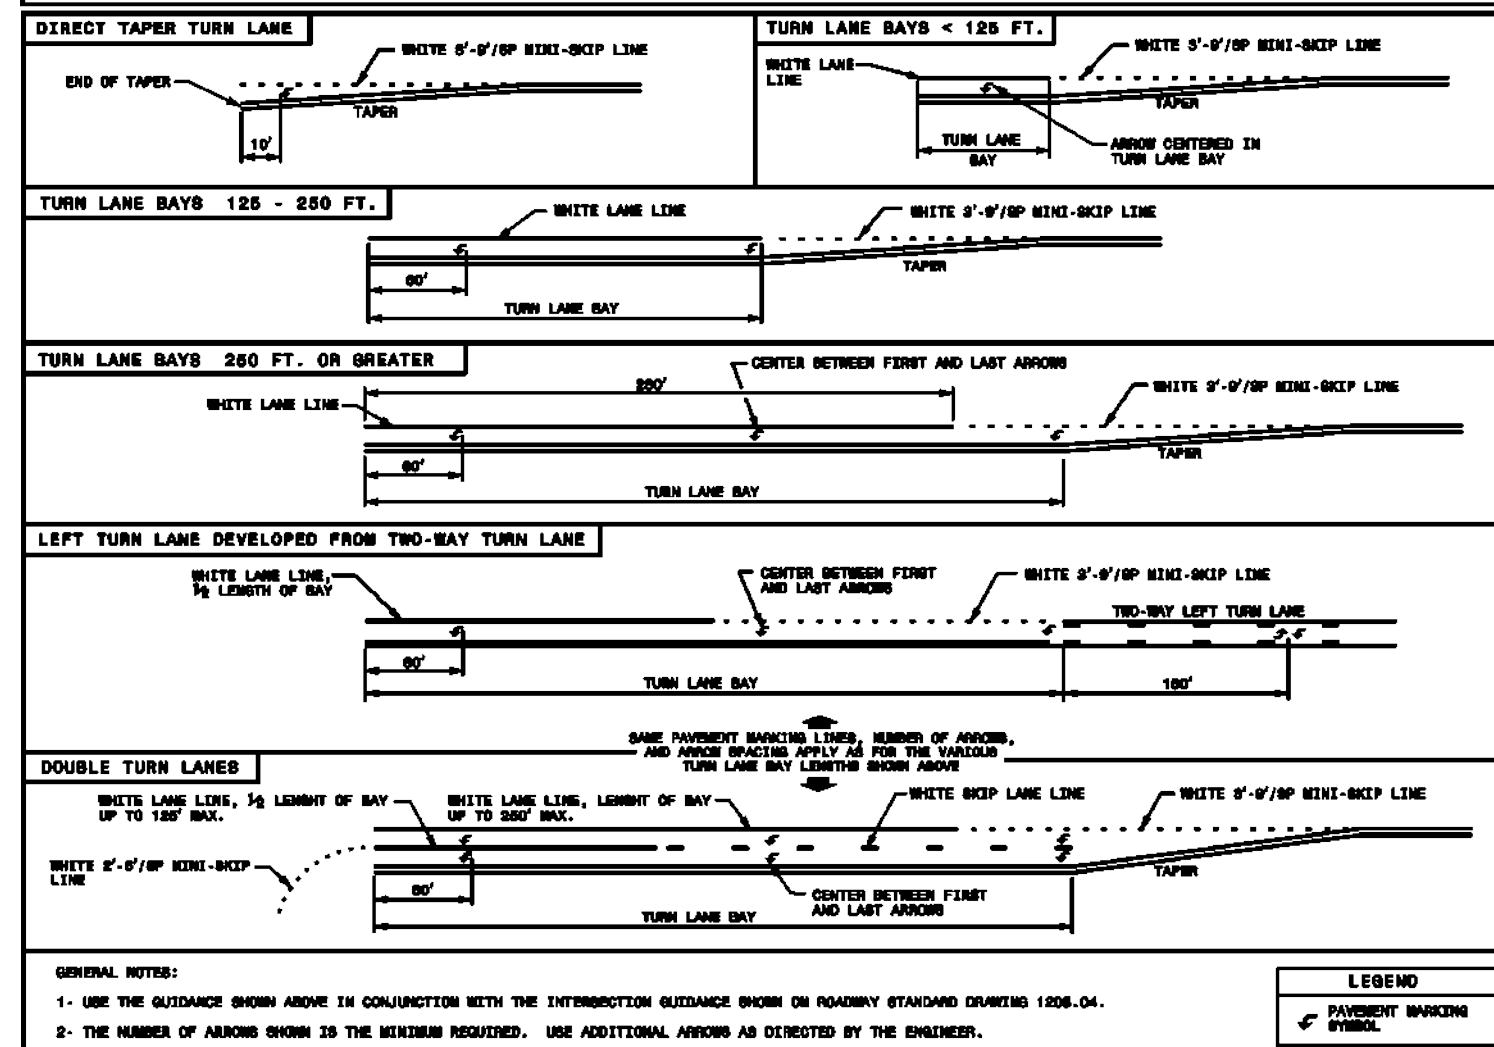 DIRECT TAPER TURN LANE
WHITE 3'-9'/SP MINI-SKIP LINE
END OF TAPER
TAPER
10'
TURN LANE BAYS < 125 FT.
WHITE LANE
LINE
WHITE 3'-9'/SP MINI-SKIP LINE
TAPER
TURN LANE
BAY
ARROW CENTERED IN
TURN LANE BAY
TURN LANE BAYS 125 - 250 FT.
WHITE LANE LINE
WHITE 3'-9'/SP MINI-SKIP LINE
TAPER
60'
TURN LANE BAY
TURN LANE BAYS 250 FT. OR GREATER
CENTER BETWEEN FIRST AND LAST ARROWS
250'
WHITE LANE LINE
WHITE 3'-9'/SP MINI-SKIP LINE
TAPER
60'
TURN LANE BAY
LEFT TURN LANE DEVELOPED FROM TWO-WAY TURN LANE
WHITE LANE LINE,
½ LENGTH OF BAY
CENTER BETWEEN FIRST
AND LAST ARROWS
WHITE 3'-9'/SP MINI-SKIP LINE
TWO-WAY LEFT TURN LANE
60'
TURN LANE BAY
SAME PAVEMENT MARKING LINES, NUMBER OF ARROWS,
AND ARROW SPACING APPLY AS FOR THE VARIOUS
TURN LANE BAY LENGTHS SHOWN ABOVE
DOUBLE TURN LANES
WHITE LANE LINE, ½ LENGHT OF BAY
UP TO 125' MAX.
WHITE LANE LINE, LENGHT OF BAY
UP TO 250' MAX.
WHITE SKIP LANE LINE
WHITE 3'-9'/SP MINI-SKIP LINE
WHITE 2'-6'/SP MINI-SKIP
LINE
TAPER
60'
CENTER BETWEEN FIRST
AND LAST ARROWS
TURN LANE BAY
GENERAL NOTES:
1- USE THE GUIDANCE SHOWN ABOVE IN CONJUNCTION WITH THE INTERSECTION GUIDANCE SHOWN ON ROADWAY STANDARD DRAWING 1205.04.
2- THE NUMBER OF ARROWS SHOWN IS THE MINIMUM REQUIRED. USE ADDITIONAL ARROWS AS DIRECTED BY THE ENGINEER.
LEGEND
PAVEMENT MARKING
SYMBOL